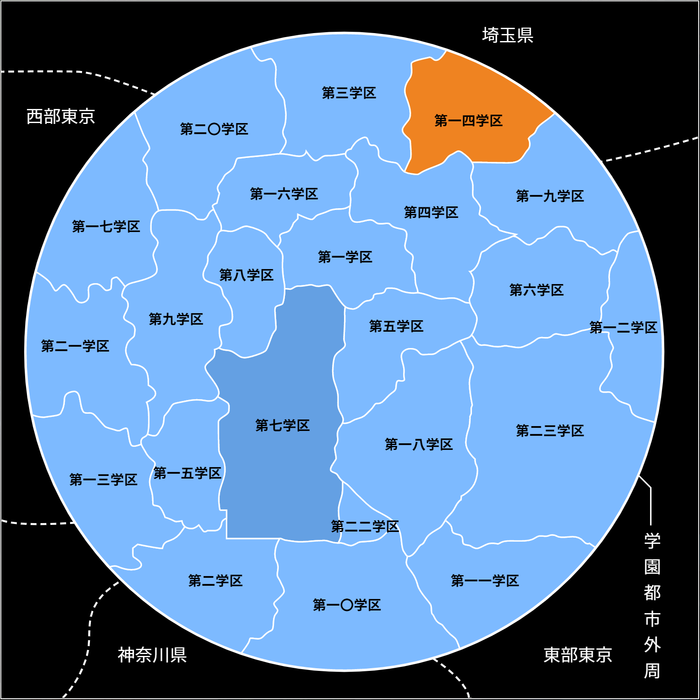 埼玉県
第三学区
西部東京
第一四学区
第二〇学区
第一六学区
第一九学区
第四学区
第一七学区
第一学区
第八学区
第六学区
第九学区
第五学区
第一二学区
第二一学区
第七学区
第二三学区
第一八学区
第一五学区
第一三学区
第二二学区
学園都市外周
第二学区
第一一学区
第一〇学区
神奈川県
東部東京